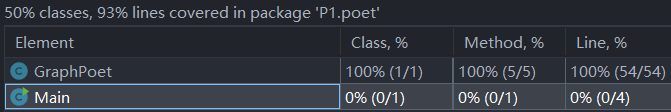 50% classes, 93% lines covered in package 'P1.poet'
Element Class, % Method, % Line, %
C GraphPoet 100% (1/1) 100% (5/5) 100% (54/54)
C Main 0% (0/1) 0% (0/1) 0% (0/4)